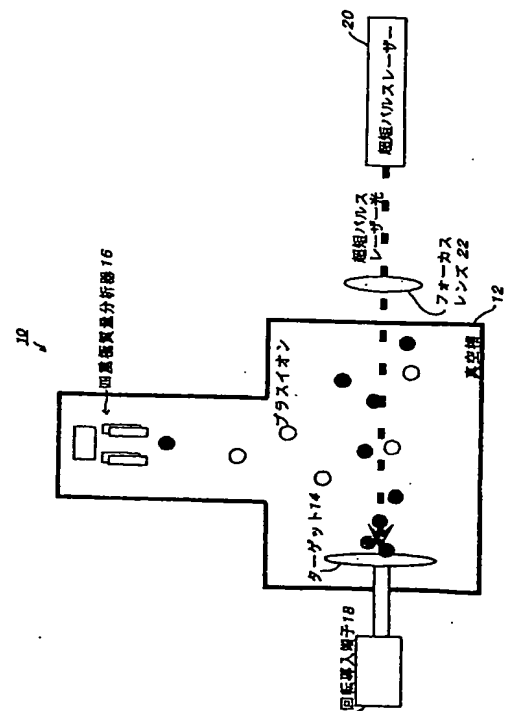 10
四重極質量分析器16
プラスイオン
ターゲット14
回転導入端子18
真空槽
12
フォーカス
レンズ22
超短パルス
レーザー光
超短パルスレーザー
20